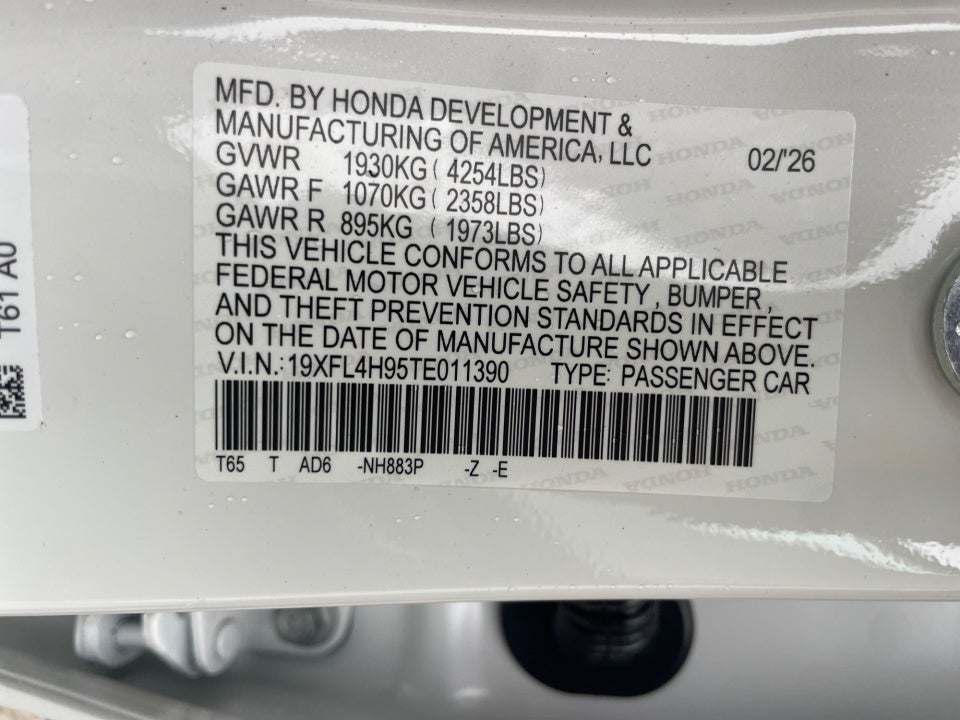 MFD. BY HONDA DEVELOPMENT &
MANUFACTURING OF AMERICA, LLC 02/'26
GVWR 1930KG ( 4254LBS)
GAWR F 1070KG ( 2358LBS)
GAWR R 895KG ( 1973LBS)
THIS VEHICLE CONFORMS TO ALL APPLICABLE
FEDERAL MOTOR VEHICLE SAFETY , BUMPER ,
AND THEFT PREVENTION STANDARDS IN EFFECT
ON THE DATE OF MANUFACTURE SHOWN ABOVE.
V.I.N.: 19XFL4H95TE011390 TYPE: PASSENGER CAR
T65 T AD6 -NH883P -Z -E
T61 A0